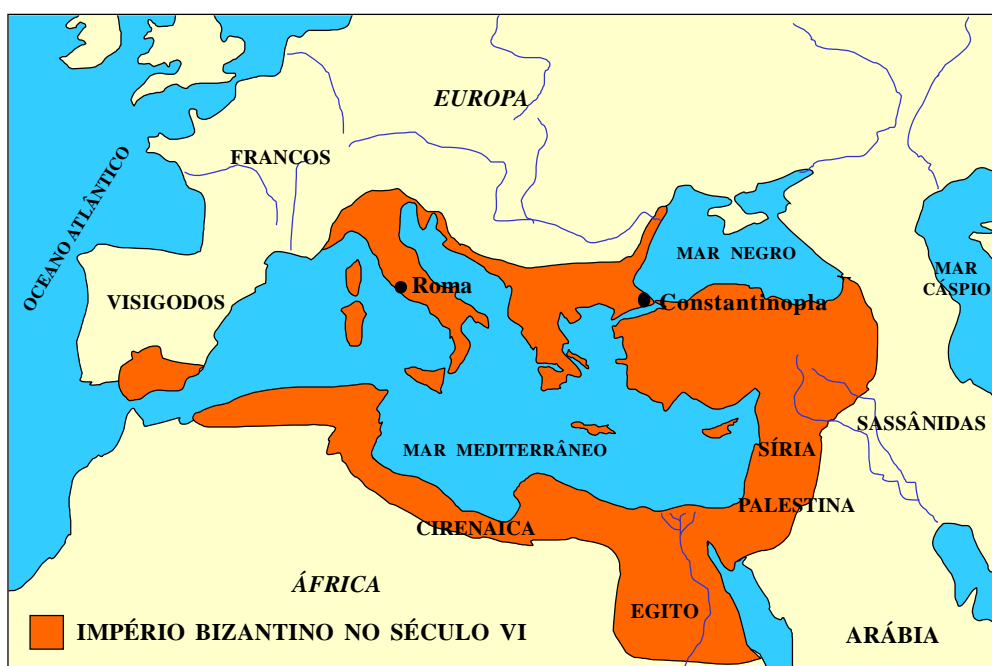 EUROPA
FRANCOS
OCEANO ATLÂNTICO
MAR NEGRO
MAR
CÁSPIO
VISIGODOS
Roma
Constantinopla
SASSÂNIDAS
MAR MEDITERRÂNEO
SÍRIA
PALESTINA
CIRENAICA
ÁFRICA
EGITO
IMPÉRIO BIZANTINO NO SÉCULO VI
ARÁBIA